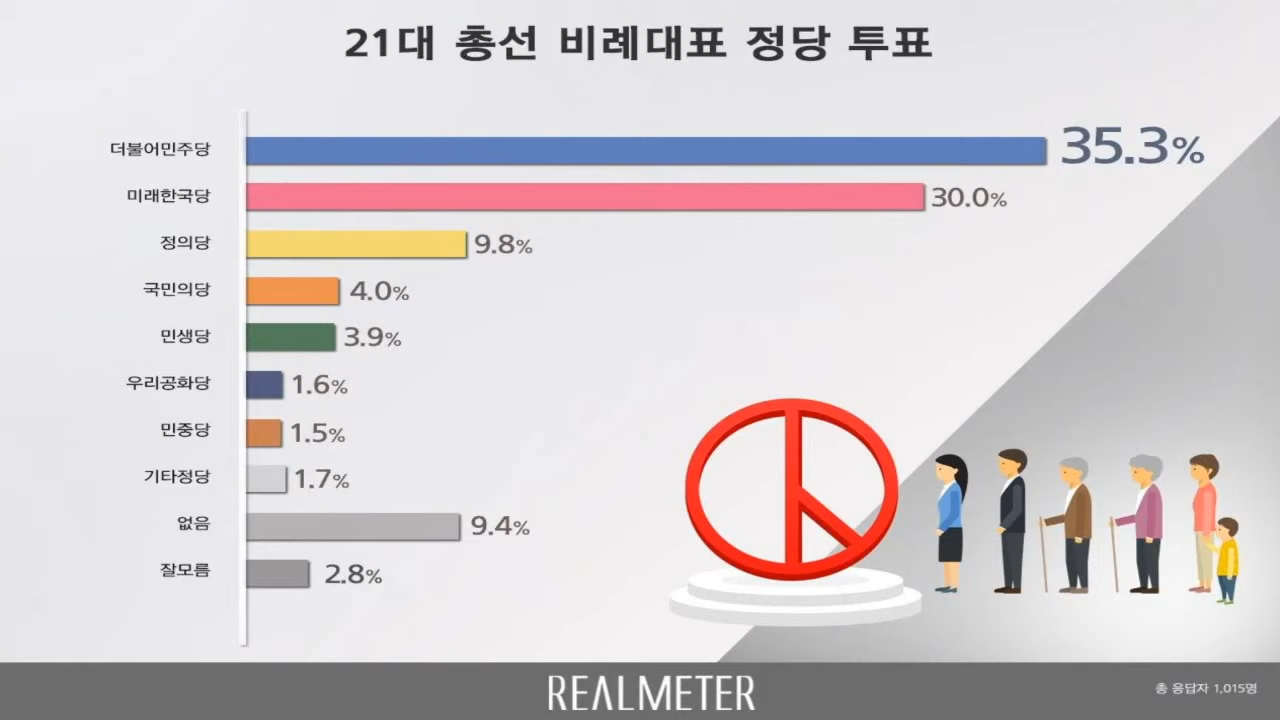 21대 총선 비례대표 정당 투표
더불어민주당 35.3%
미래한국당 30.0%
정의당 9.8%
국민의당 4.0%
민생당 3.9%
우리공화당 1.6%
민중당 1.5%
기타정당 1.7%
없음 9.4%
잘모름 2.8%
REALMETER
총 응답자 1,015명